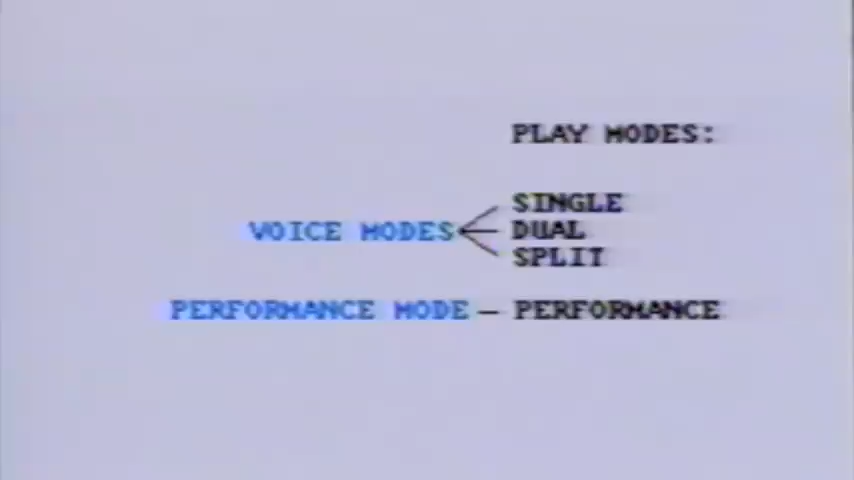 PLAY MODES:
SINGLE
VOICE MODES DUAL
SPLIT
PERFORMANCE MODE - PERFORMANCE